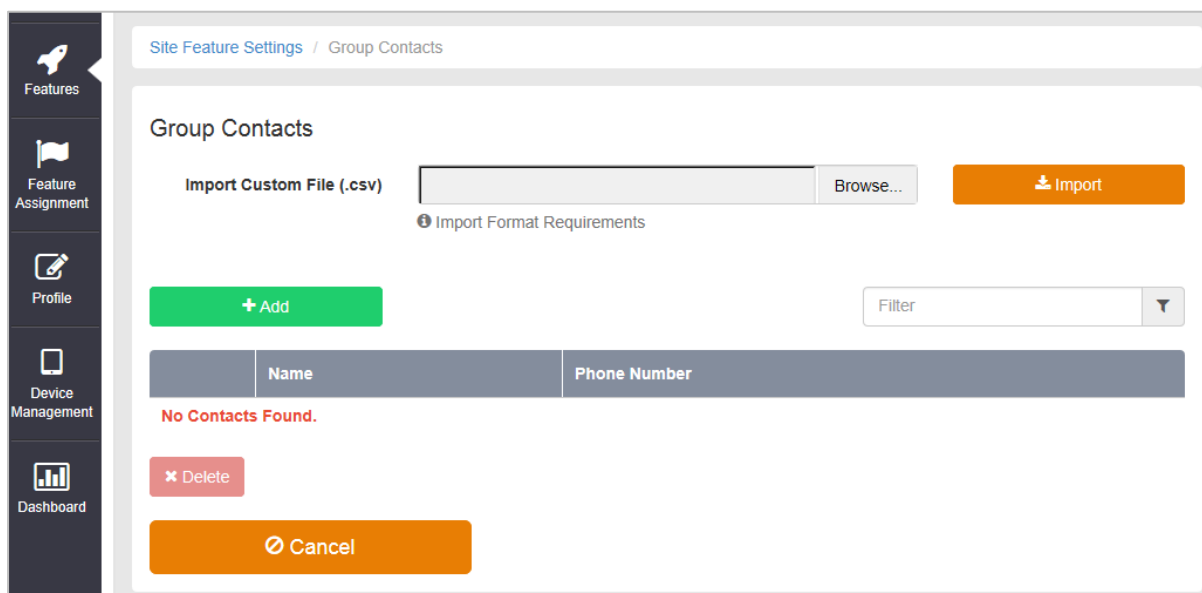 Features
Feature
Assignment
Profile
Device
Management
Dashboard
Site Feature Settings / Group Contacts
Group Contacts
Import Custom File (.csv)
Browse...
Import
Import Format Requirements
Add
Filter
Name
Phone Number
No Contacts Found.
Delete
Cancel